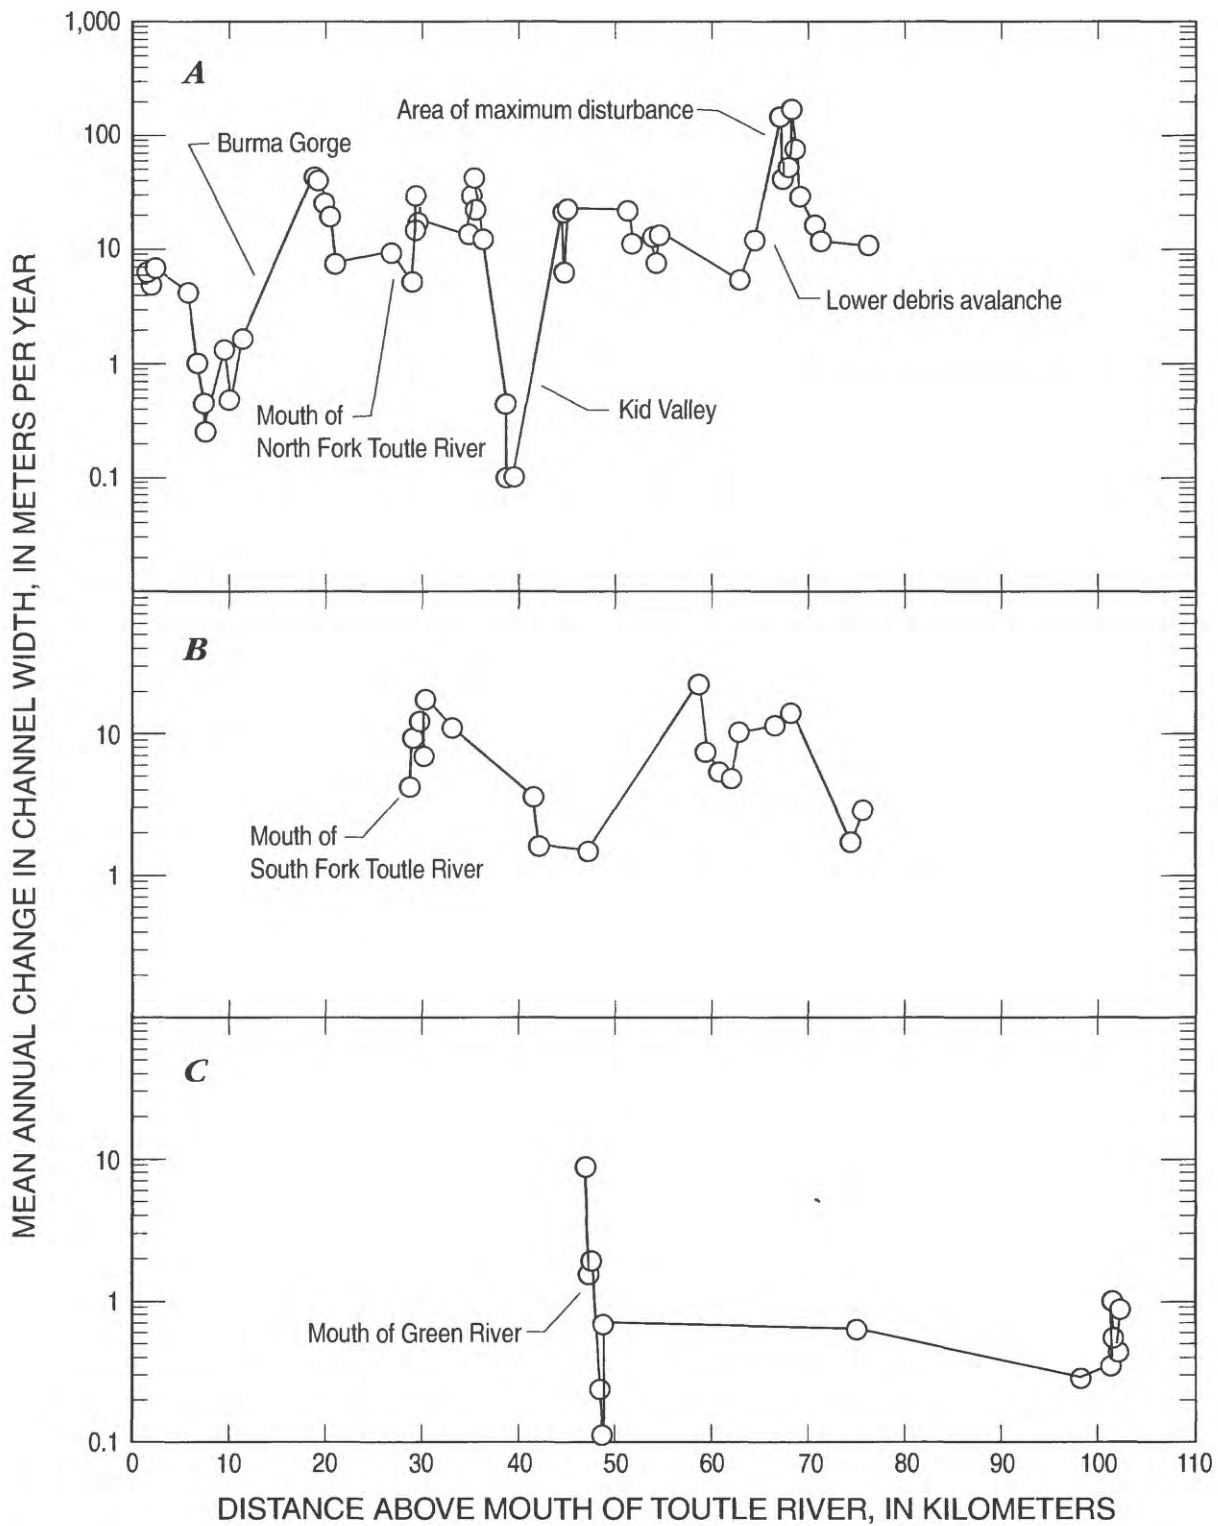 MEAN ANNUAL CHANGE IN CHANNEL WIDTH, IN METERS PER YEAR
1,000
A
Area of maximum disturbance
100
Burma Gorge
10
Lower debris avalanche
1
Mouth of
North Fork Toutle River
Kid Valley
0.1
B
10
Mouth of
South Fork Toutle River
1
C
10
1
Mouth of Green River
0.1
0 10 20 30 40 50 60 70 80 90 100 110
DISTANCE ABOVE MOUTH OF TOUTLE RIVER, IN KILOMETERS